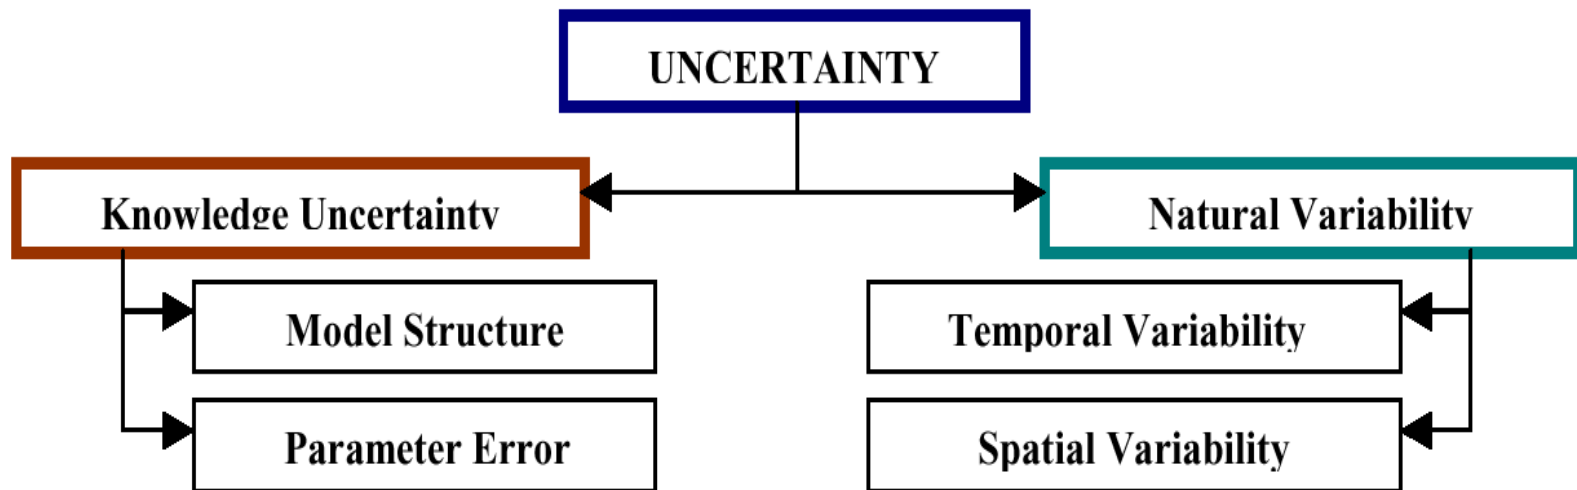 UNCERTAINTY
Knowledge Uncertainty
Natural Variability
Model Structure
Temporal Variability
Parameter Error
Spatial Variability